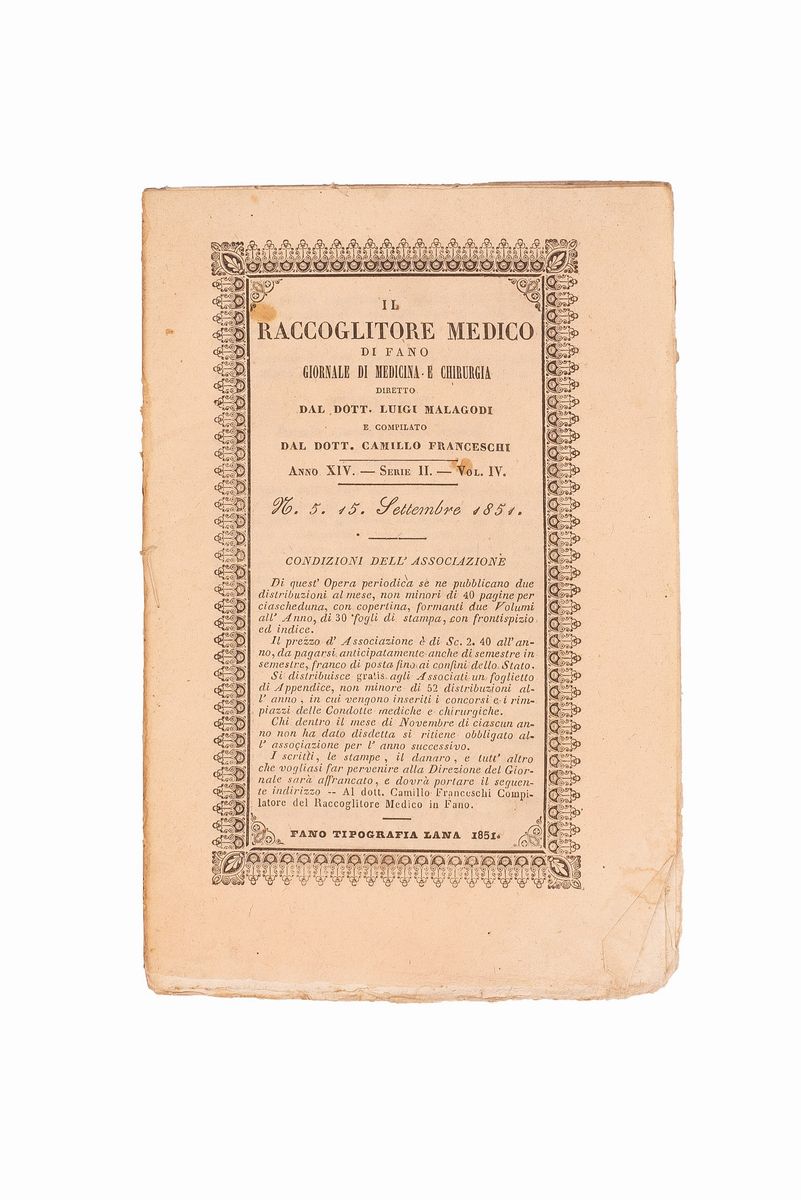 IL
RACCOGLITORE MEDICO
DI FANO
GIORNALE DI MEDICINA E CHIRURGIA
DIRETTO
DAL DOTT. LUIGI MALAGODI
E COMPILATO
DAL DOTT. CAMILLO FRANCESCHI
ANNO XIV. — SERIE II. — VOL. IV.
N. 5. 15. Settembre 1851.
CONDIZIONI DELL' ASSOCIAZIONE
Di quest' Opera periodica se ne pubblicano due
distribuzioni al mese, non minori di 40 pagine per
ciascheduna, con copertina, formanti due Volumi
all' Anno, di 30 fogli di stampa, con frontispizio
ed indice.
Il prezzo d' Associazione è di Sc. 2. 40 all' an-
no, da pagarsi anticipatamente anche di semestre in
semestre, franco di posta fino ai confini dello Stato.
Si distribuisce gratis agli Associati un foglietto
di Appendice, non minore di 52 distribuzioni al-
l' anno, in cui vengono inseriti i concorsi e i rim-
piazzi delle Condotte mediche e chirurgiche.
Chi dentro il mese di Novembre di ciascun an-
no non ha dato disdetta si ritiene obbligato al-
l' associazione per l' anno successivo.
I scritti, le stampe, il danaro, e tutt' altro
che vogliasi far pervenire alla Direzione del Gior-
nale sarà affrancato, e dovrà portare il seguen-
te indirizzo -- Al dott. Camillo Franceschi Compi-
latore del Raccoglitore Medico in Fano.
FANO TIPOGRAFIA LANA 1851.